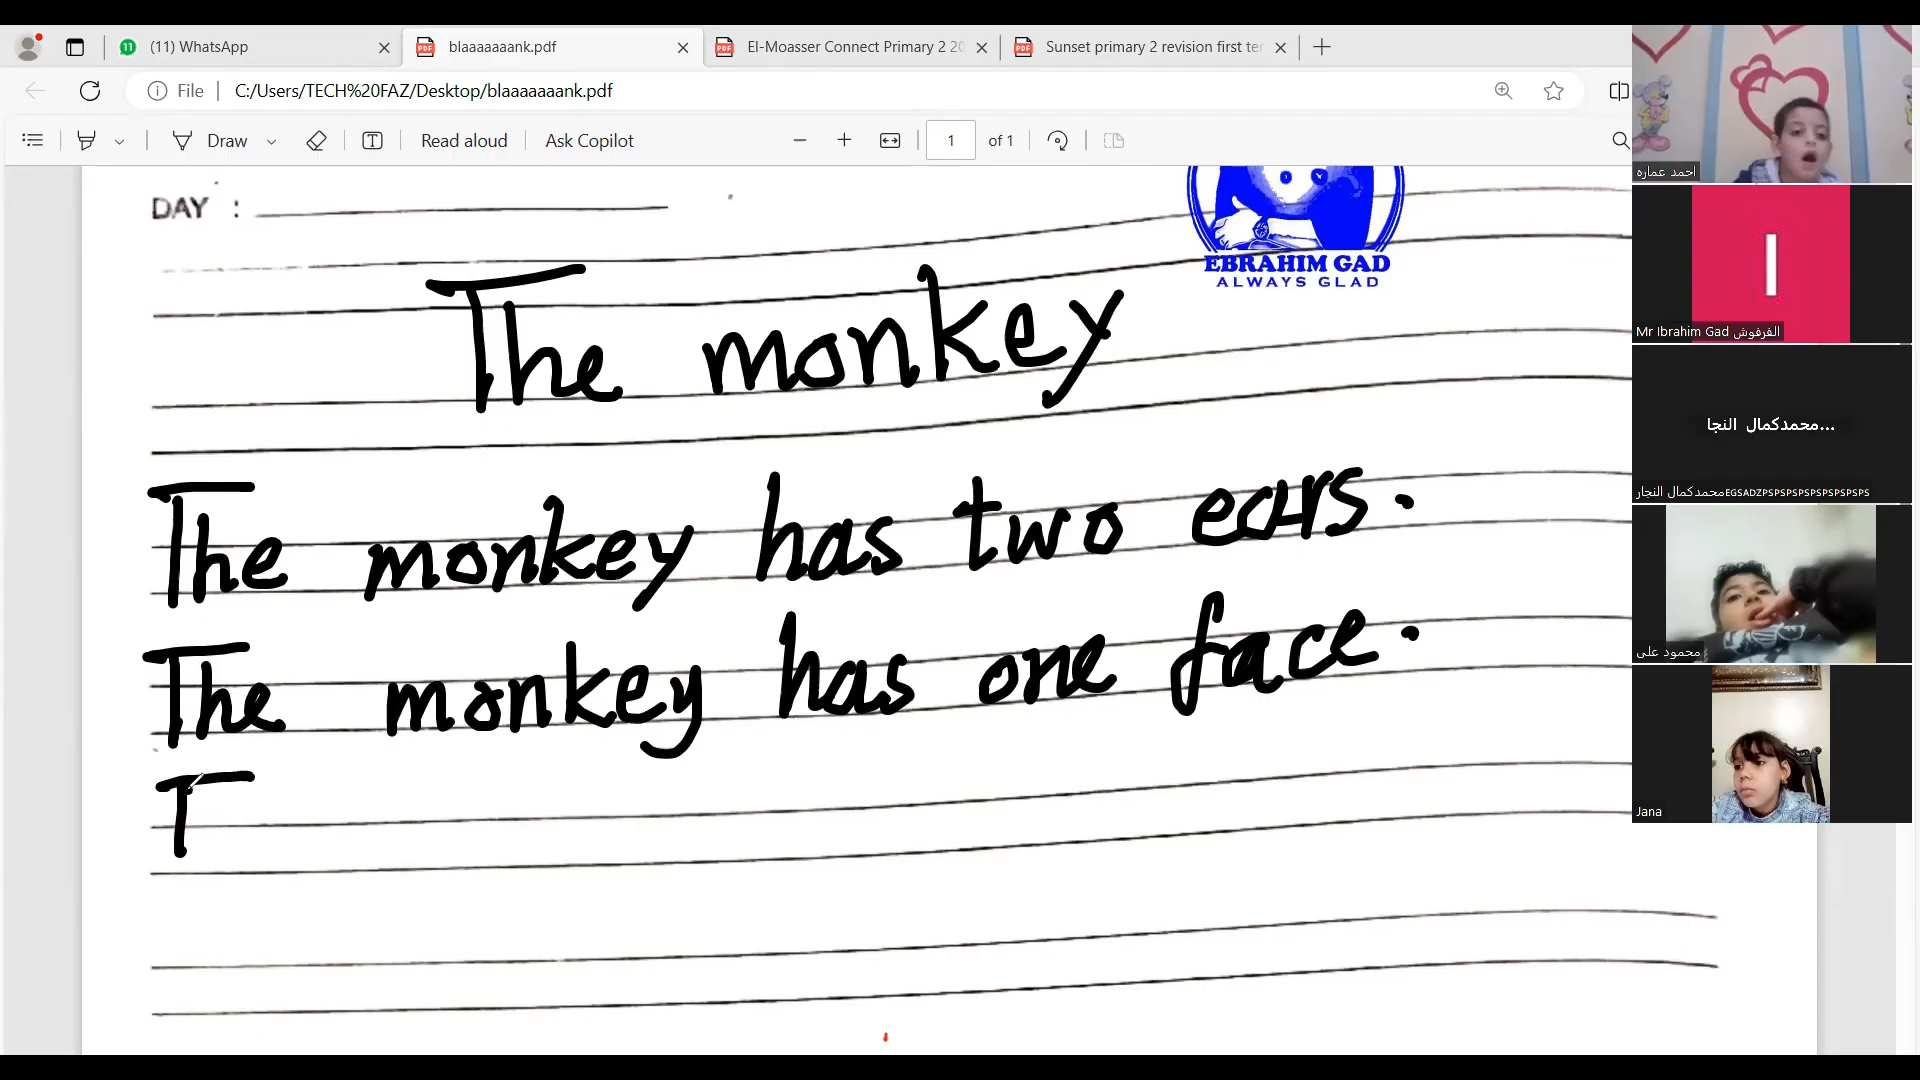 (11) WhatsApp
blaaaaaaank.pdf
El-Moasser Connect Primary 2 20
Sunset primary 2 revision first ter
File
C:/Users/TECH%20FAZ/Desktop/blaaaaaaank.pdf
Draw
Read aloud
Ask Copilot
1 of 1
DAY :
EBRAHIM GAD
ALWAYS GLAD
The monkey
The monkey has two ears.
The monkey has one face.
T
احمد عماره
I
Mr Ibrahim Gad الفرفوش
محمدكمال النجا...
محمدكمال النجارEGSADZPSPSPSPSPSPSPSPSPS
محمود على
Jana